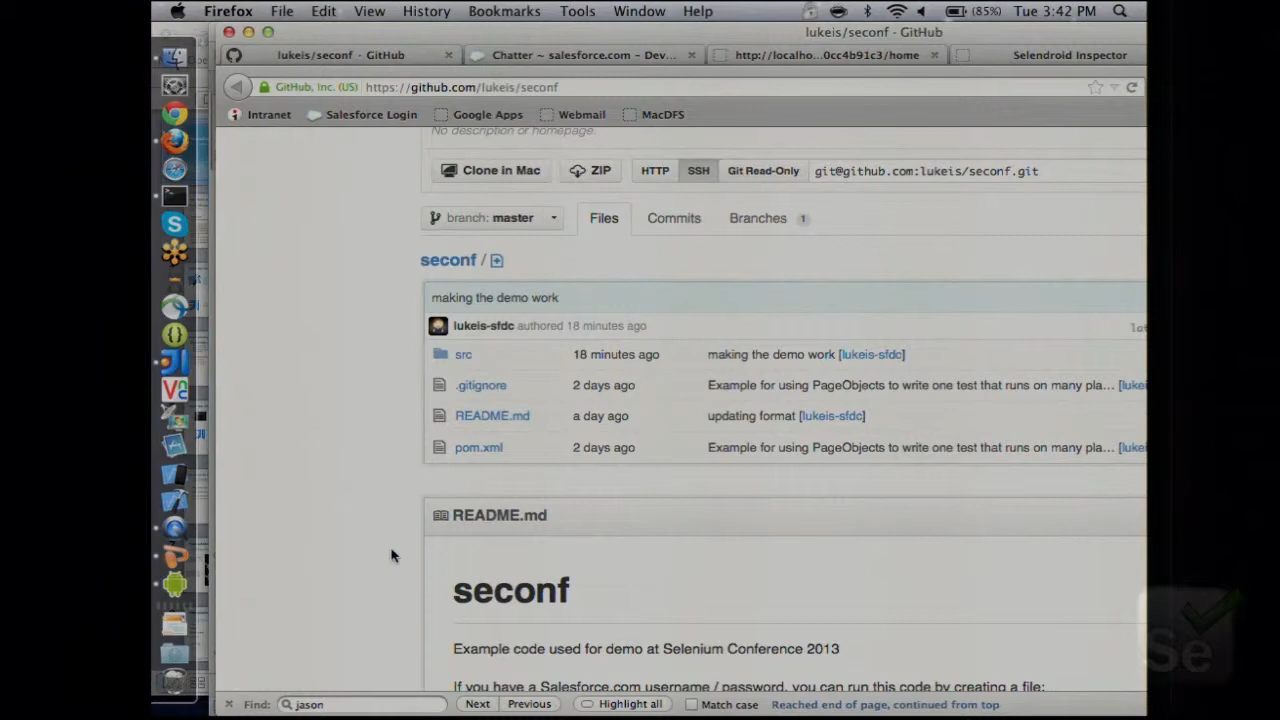 Firefox File Edit View History Bookmarks Tools Window Help (85%) Tue 3:42 PM
lukeis/seconf - GitHub
lukeis/seconf - GitHub Chatter ~ salesforce.com – Dev... http://localho...0cc4b91c3/home Selendroid Inspector
GitHub, Inc. (US) https://github.com/lukeis/seconf
Intranet Salesforce Login Google Apps Webmail MacDFS
No description or homepage.
Clone in Mac ZIP HTTP SSH Git Read-Only git@github.com:lukeis/seconf.git
branch: master Files Commits Branches 1
seconf /
making the demo work
lukeis-sfdc authored 18 minutes ago
src 18 minutes ago making the demo work [lukeis-sfdc]
.gitignore 2 days ago Example for using PageObjects to write one test that runs on many pla... [lukei
README.md a day ago updating format [lukeis-sfdc]
pom.xml 2 days ago Example for using PageObjects to write one test that runs on many pla... [lukei
README.md
seconf
Example code used for demo at Selenium Conference 2013
If you have a Salesforce.com username / password, you can run this code by creating a file:
Se
Find: jason Next Previous Highlight all Match case Reached end of page, continued from top